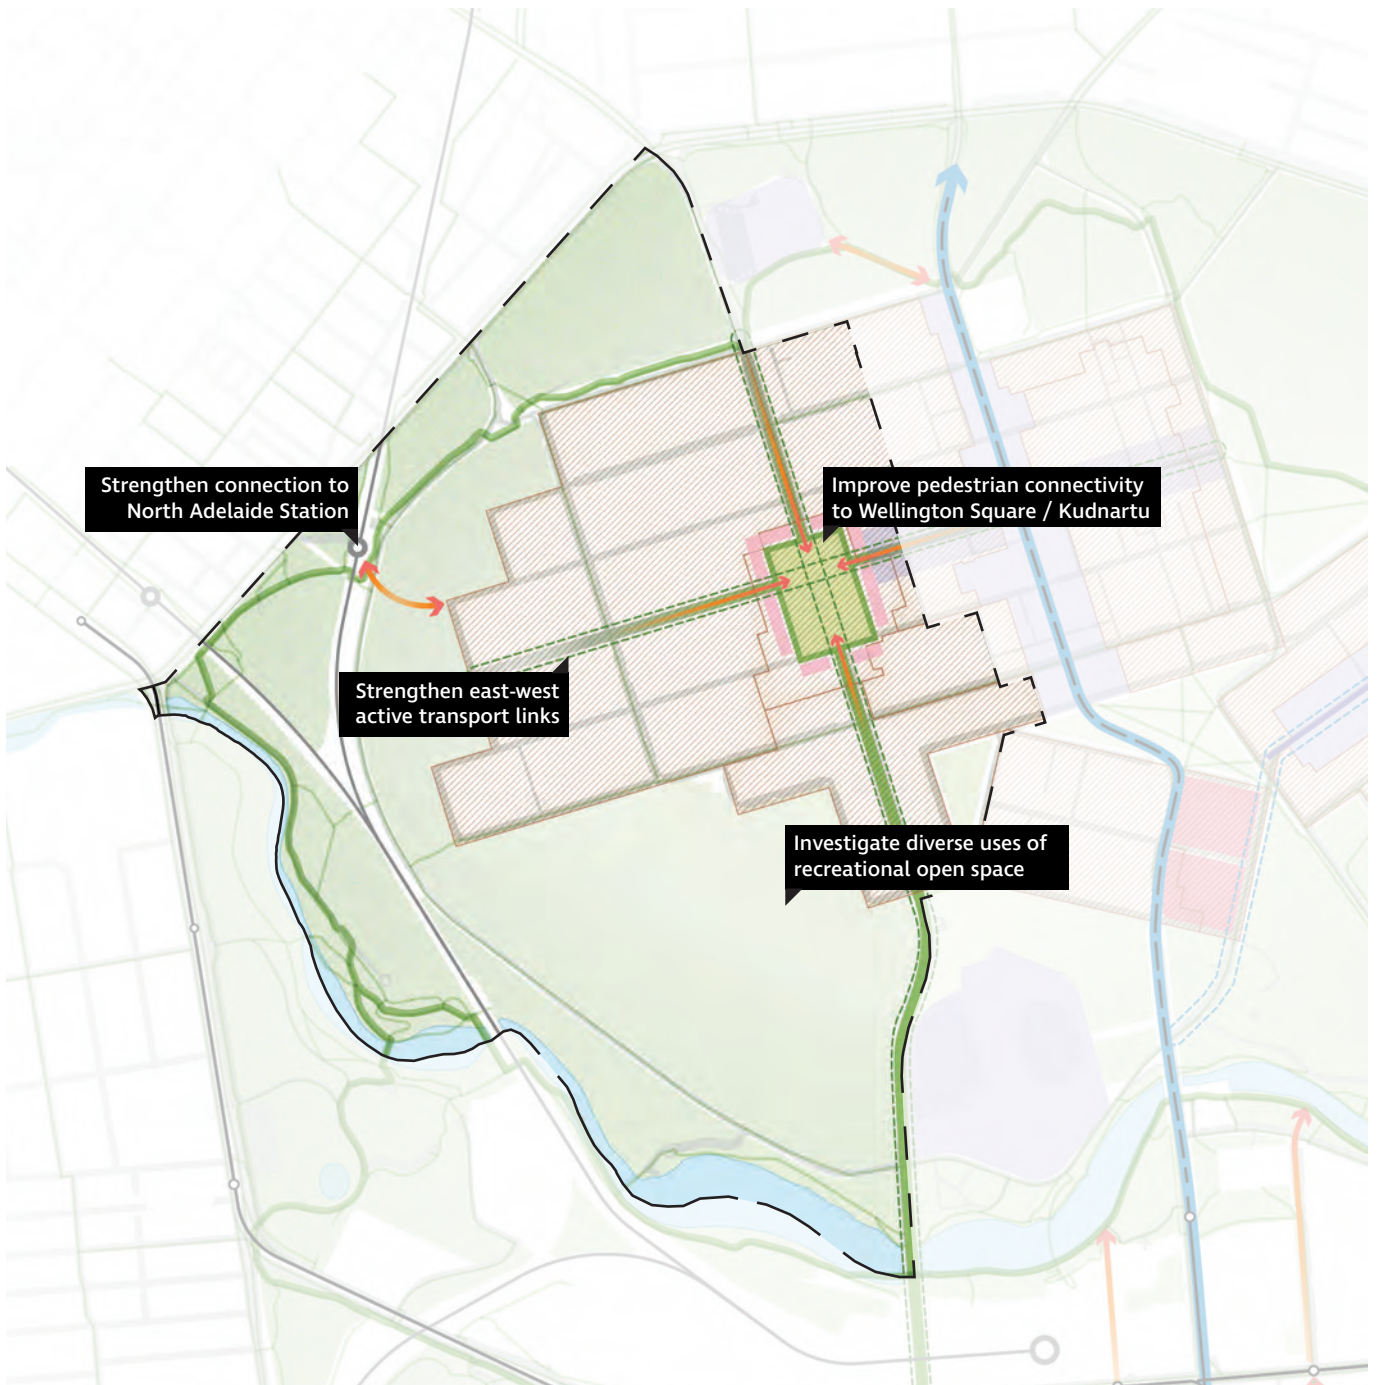 Strengthen connection to
North Adelaide Station
Improve pedestrian connectivity
to Wellington Square / Kudnartu
Strengthen east-west
active transport links
Investigate diverse uses of
recreational open space